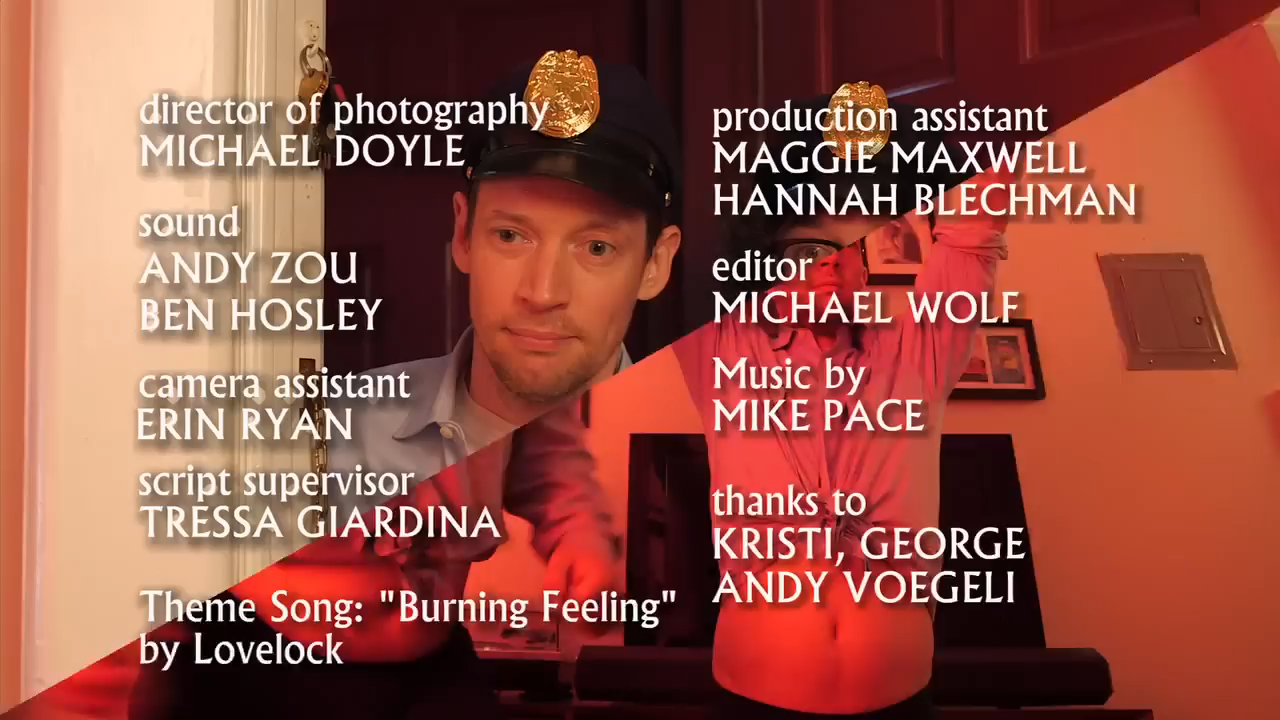 director of photography
MICHAEL DOYLE
sound
ANDY ZOU
BEN HOSLEY
camera assistant
ERIN RYAN
script supervisor
TRESSA GIARDINA
Theme Song: "Burning Feeling"
by Lovelock
production assistant
MAGGIE MAXWELL
HANNAH BLECHMAN
editor
MICHAEL WOLF
Music by
MIKE PACE
thanks to
KRISTI, GEORGE
ANDY VOEGELI